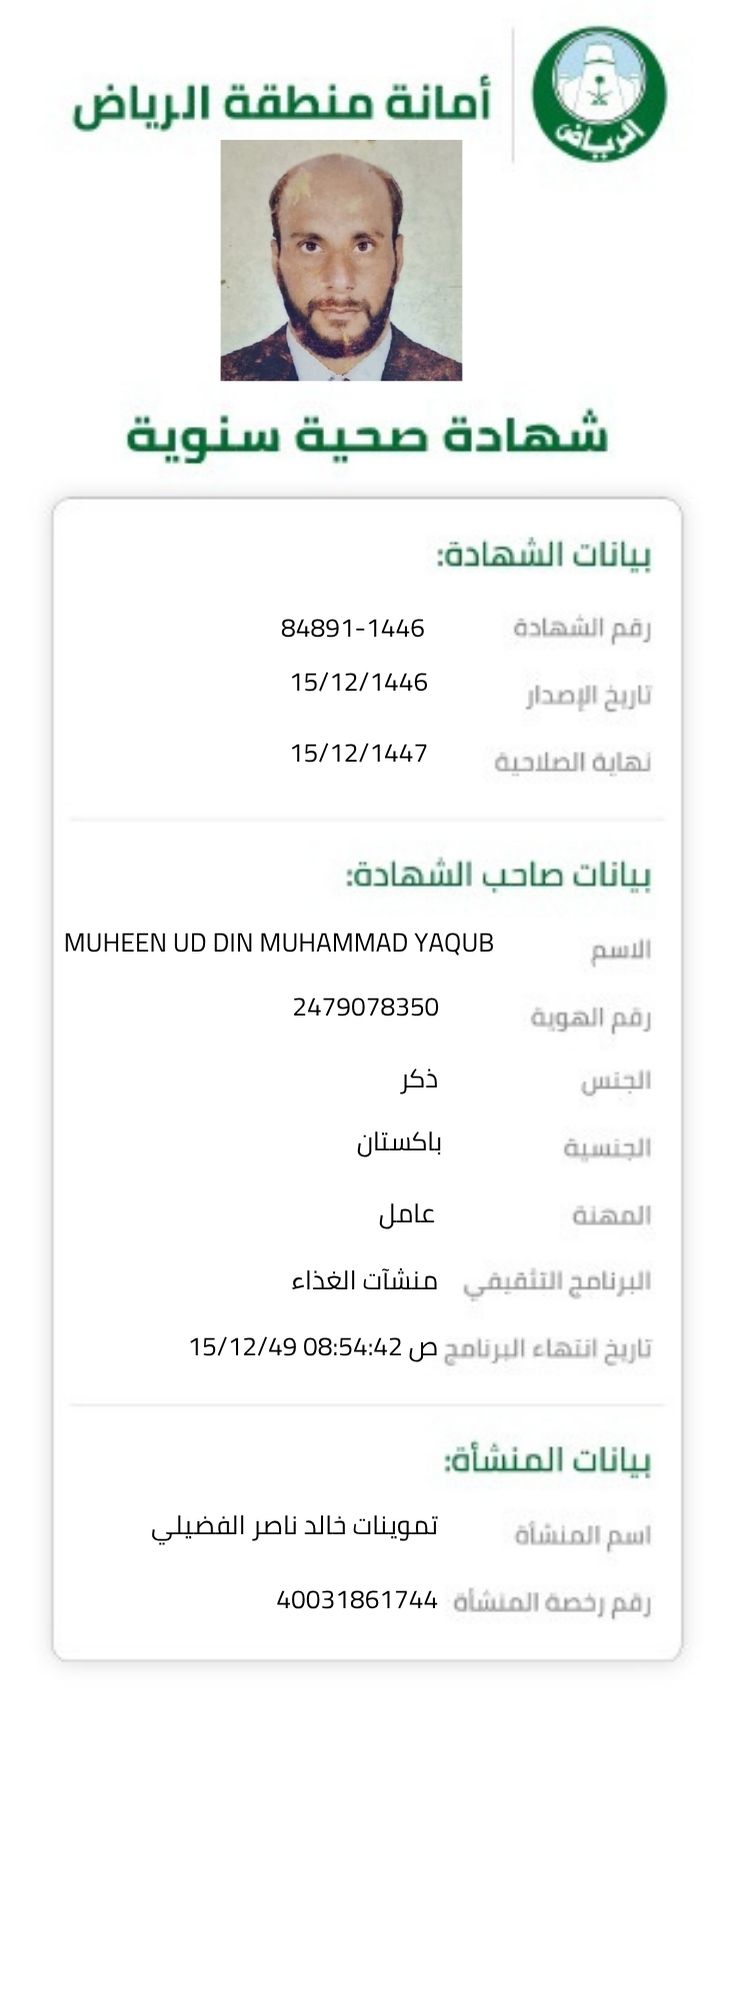 أمانة منطقة الرياض
الرياض
شهادة صحية سنوية
بيانات الشهادة:
رقم الشهادة 84891-1446
تاريخ الإصدار 15/12/1446
نهاية الصلاحية 15/12/1447
بيانات صاحب الشهادة:
الاسم MUHEEN UD DIN MUHAMMAD YAQUB
رقم الهوية 2479078350
الجنس ذكر
الجنسية باكستان
المهنة عامل
البرنامج التثقيفي منشآت الغذاء
تاريخ انتهاء البرنامج ص 08:54:42 15/12/49
بيانات المنشأة:
اسم المنشأة تموينات خالد ناصر الفضيلي
رقم رخصة المنشأة 40031861744